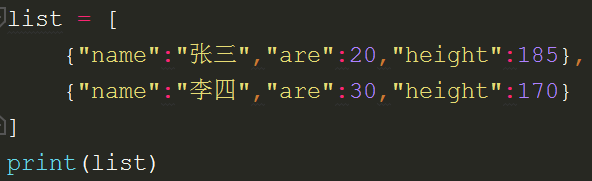 list = [
    {"name":"张三","are":20,"height":185},
    {"name":"李四","are":30,"height":170}
]
print(list)